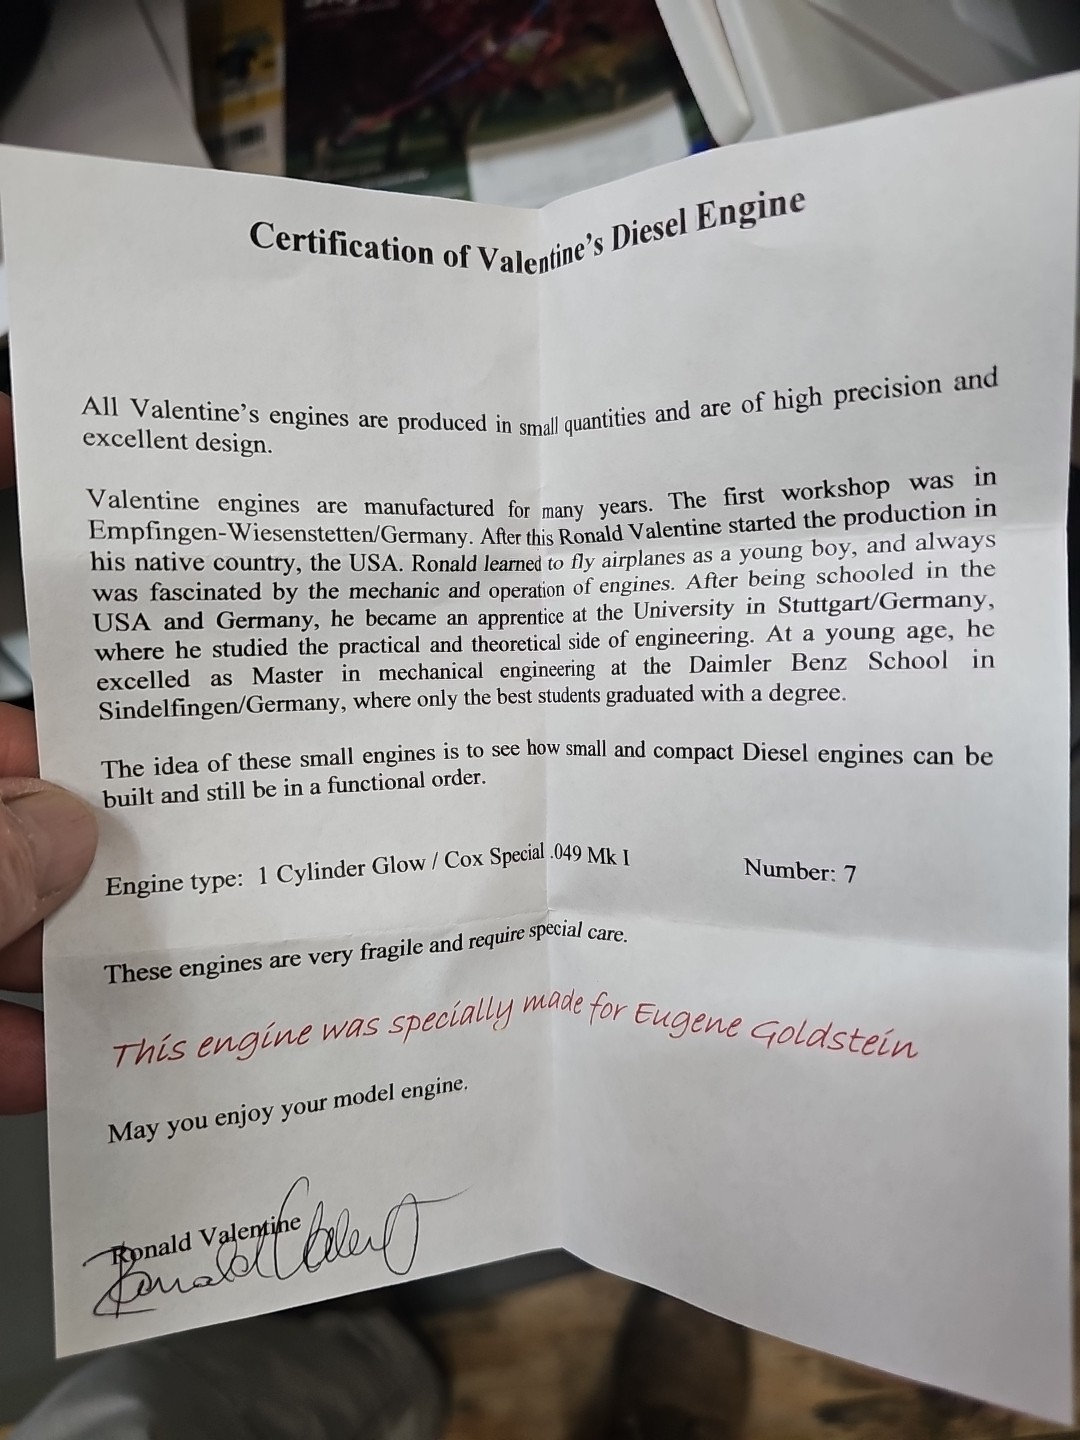 Certification of Valentine's Diesel Engine
All Valentine's engines are produced in small quantities and are of high precision and
excellent design.
Valentine engines are manufactured for many years. The first workshop was in
Empfingen-Wiesenstetten/Germany. After this Ronald Valentine started the production in
his native country, the USA. Ronald learned to fly airplanes as a young boy, and always
was fascinated by the mechanic and operation of engines. After being schooled in the
USA and Germany, he became an apprentice at the University in Stuttgart/Germany,
where he studied the practical and theoretical side of engineering. At a young age, he
excelled as Master in mechanical engineering at the Daimler Benz School in
Sindelfingen/Germany, where only the best students graduated with a degree.
The idea of these small engines is to see how small and compact Diesel engines can be
built and still be in a functional order.
Engine type: 1 Cylinder Glow / Cox Special .049 Mk I Number: 7
These engines are very fragile and require special care.
This engine was specially made for Eugene Goldstein
May you enjoy your model engine.
Ronald Valentine
Ronald Valent